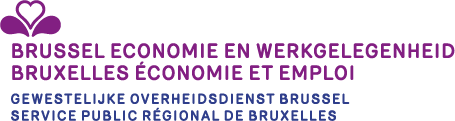 BRUSSEL ECONOMIE EN WERKGELEGENHEID
BRUXELLES ÉCONOMIE ET EMPLOI
GEWESTELIJKE OVERHEIDSDIENST BRUSSEL
SERVICE PUBLIC RÉGIONAL DE BRUXELLES